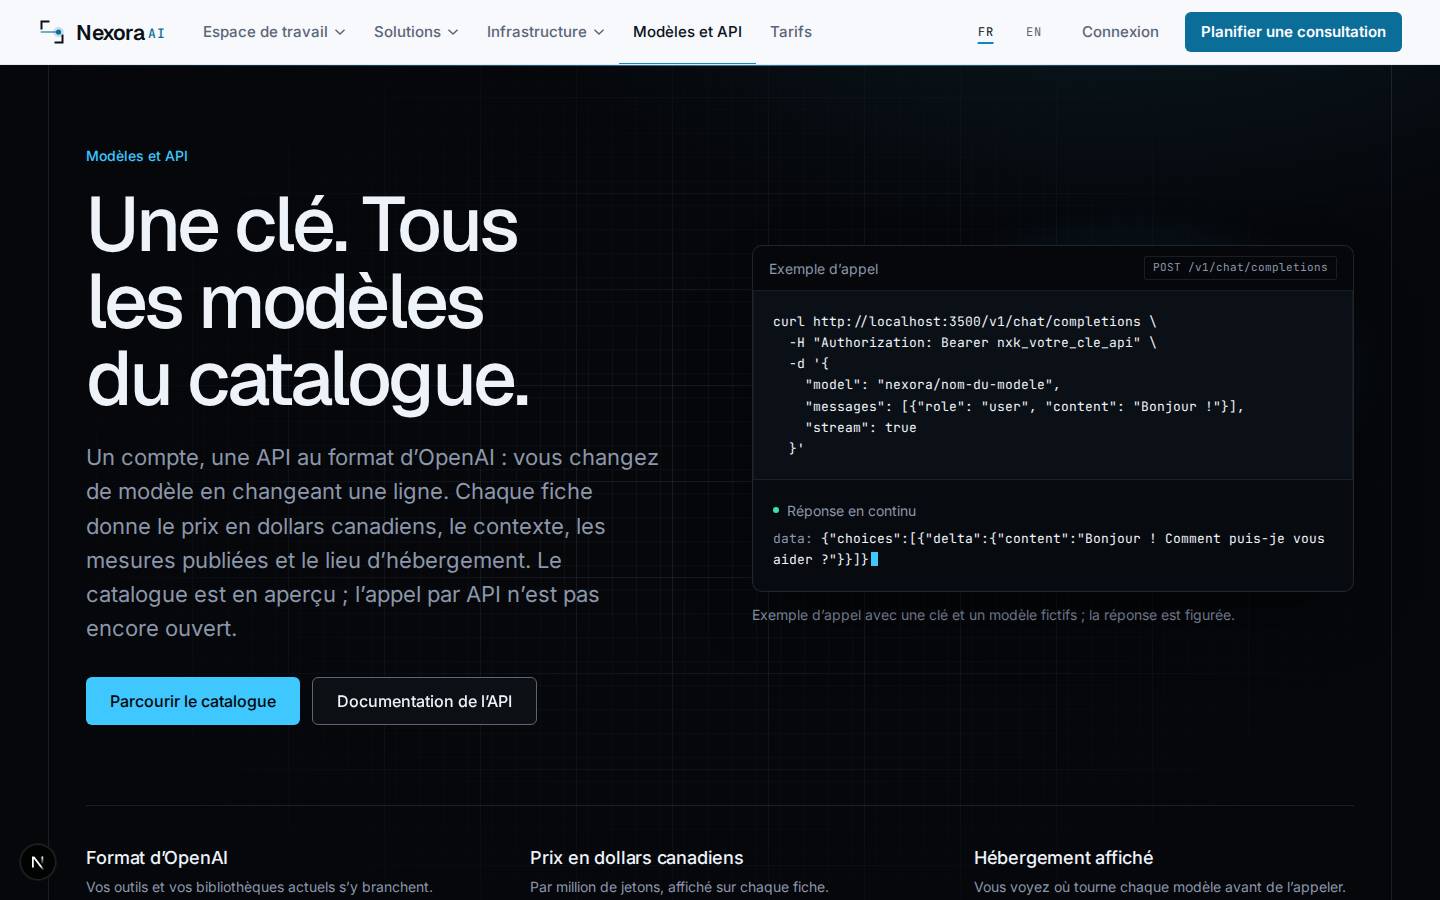 Nexora AI
Espace de travail
Solutions
Infrastructure
Modèles et API
Tarifs
FR
EN
Connexion
Planifier une consultation
Modèles et API
Une clé. Tous
les modèles
du catalogue.
Un compte, une API au format d’OpenAI : vous changez
de modèle en changeant une ligne. Chaque fiche
donne le prix en dollars canadiens, le contexte, les
mesures publiées et le lieu d’hébergement. Le
catalogue est en aperçu ; l’appel par API n’est pas
encore ouvert.
Parcourir le catalogue
Documentation de l’API
Exemple d’appel
POST /v1/chat/completions
curl http://localhost:3500/v1/chat/completions \
-H "Authorization: Bearer nxk_votre_cle_api" \
-d '{
"model": "nexora/nom-du-modele",
"messages": [{"role": "user", "content": "Bonjour !"}],
"stream": true
}'
Réponse en continu
data: {"choices":[{"delta":{"content":"Bonjour ! Comment puis-je vous
aider ?"}}]}
Exemple d’appel avec une clé et un modèle fictifs ; la réponse est figurée.
Format d’OpenAI
Vos outils et vos bibliothèques actuels s’y branchent.
Prix en dollars canadiens
Par million de jetons, affiché sur chaque fiche.
Hébergement affiché
Vous voyez où tourne chaque modèle avant de l’appeler.